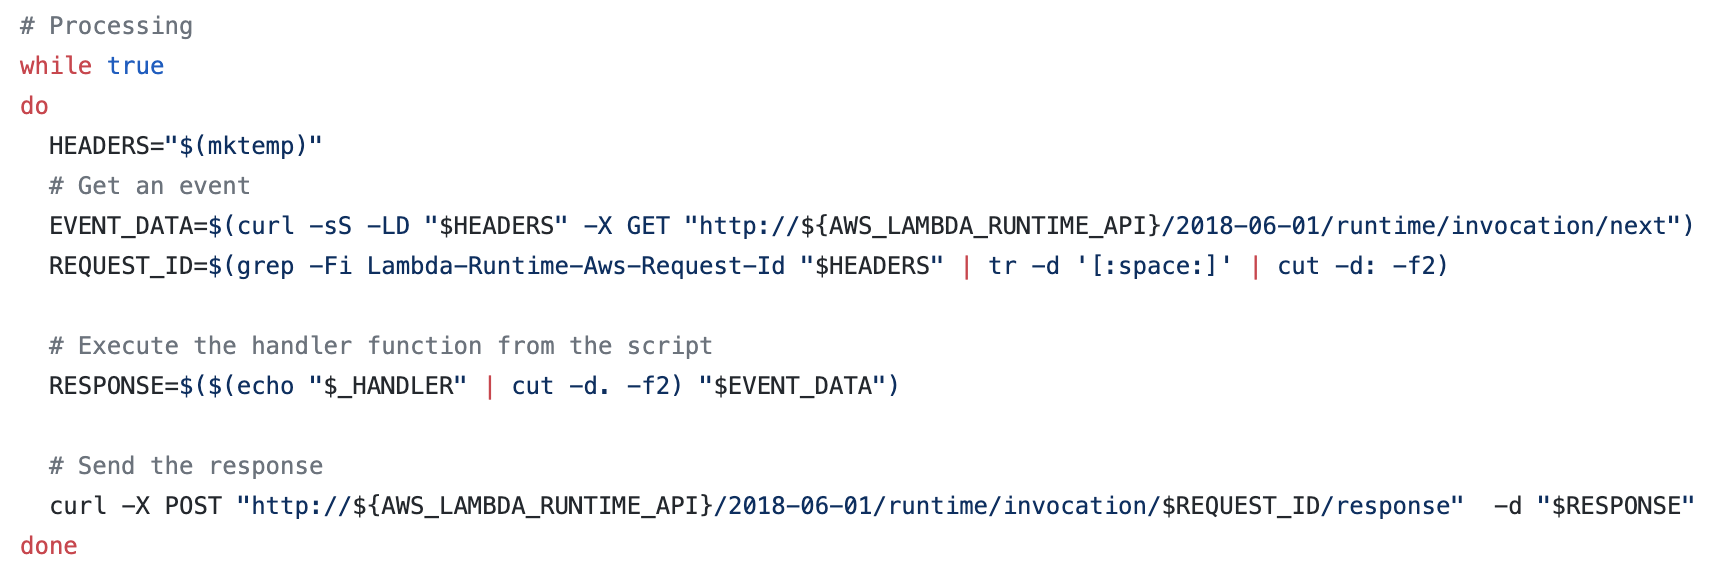 # Processing
while true
do
  HEADERS="$(mktemp)"
  # Get an event
  EVENT_DATA=$(curl -sS -LD "$HEADERS" -X GET "http://${AWS_LAMBDA_RUNTIME_API}/2018-06-01/runtime/invocation/next")
  REQUEST_ID=$(grep -Fi Lambda-Runtime-Aws-Request-Id "$HEADERS" | tr -d '[:space:]' | cut -d: -f2)

  # Execute the handler function from the script
  RESPONSE=$($(echo "$_HANDLER" | cut -d. -f2) "$EVENT_DATA")

  # Send the response
  curl -X POST "http://${AWS_LAMBDA_RUNTIME_API}/2018-06-01/runtime/invocation/$REQUEST_ID/response"  -d "$RESPONSE"
done